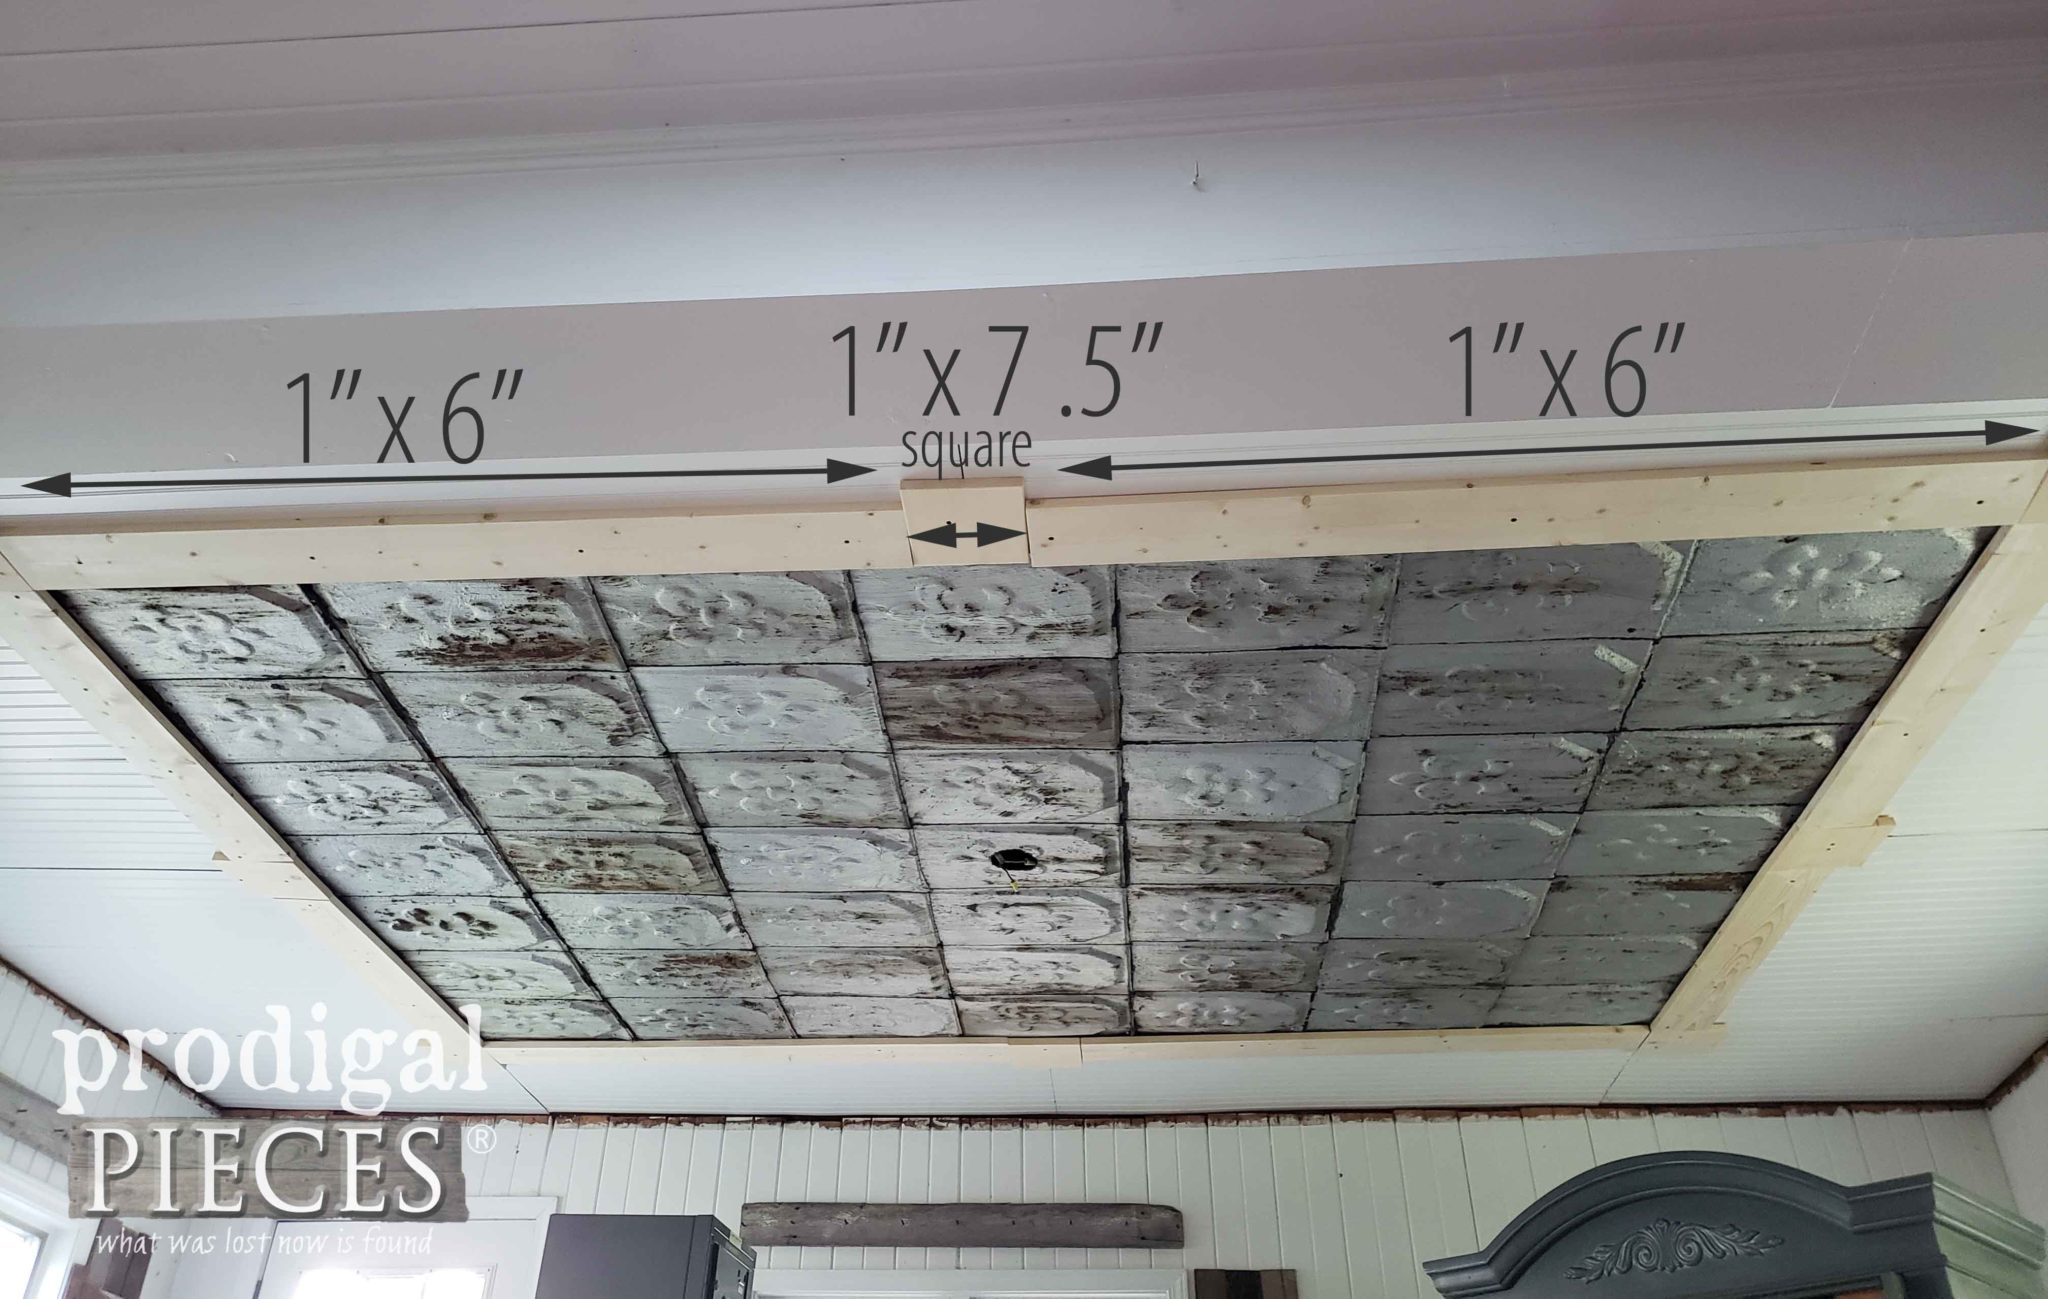 1” x 6”
1” x 7 .5”
square
1” x 6”
prodigal
PIECES®
what was lost now is found